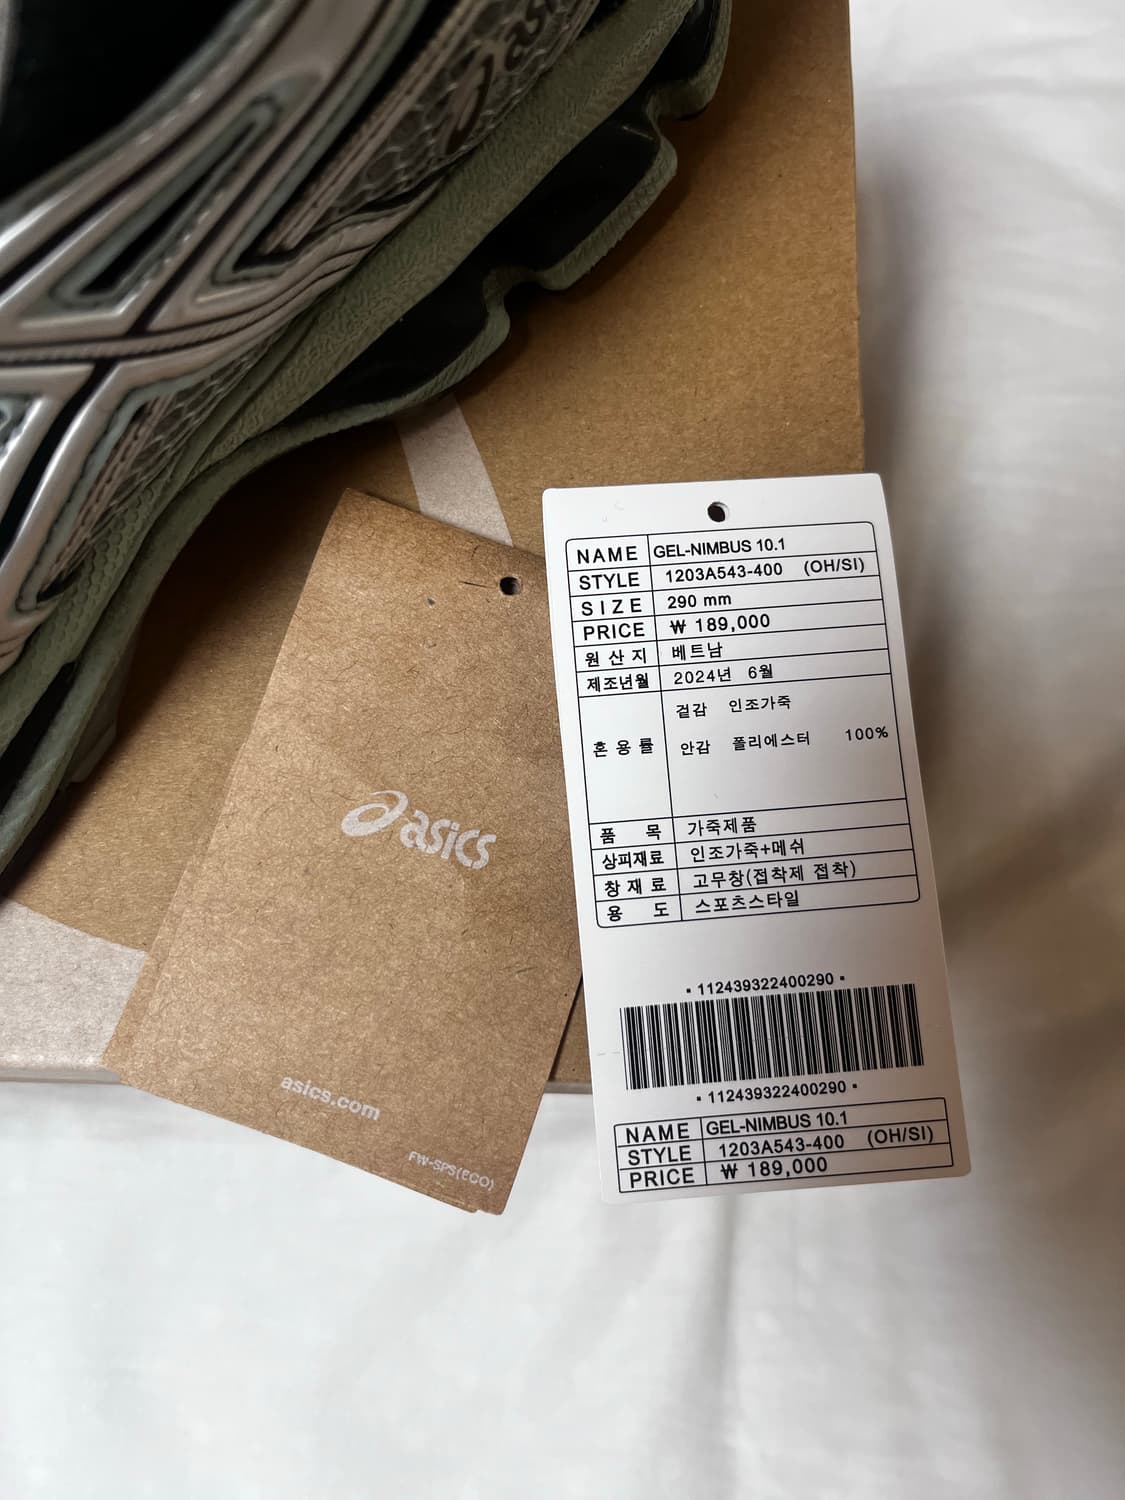 asics
NAME GEL-NIMBUS 10.1
STYLE 1203A543-400 (OH/SI)
SIZE 290 mm
PRICE ₩ 189,000
원산지 베트남
제조년월 2024년 6월
혼용률 겉감 인조가죽
안감 폴리에스터 100%
품목 가죽제품
상피재료 인조가죽+메쉬
창재료 고무창(접착제 접착)
용도 스포츠스타일
• 112439322400290 •
• 112439322400290 •
NAME GEL-NIMBUS 10.1
STYLE 1203A543-400 (OH/SI)
PRICE ₩ 189,000
asics
asics.com
FW-SPS(ECO)